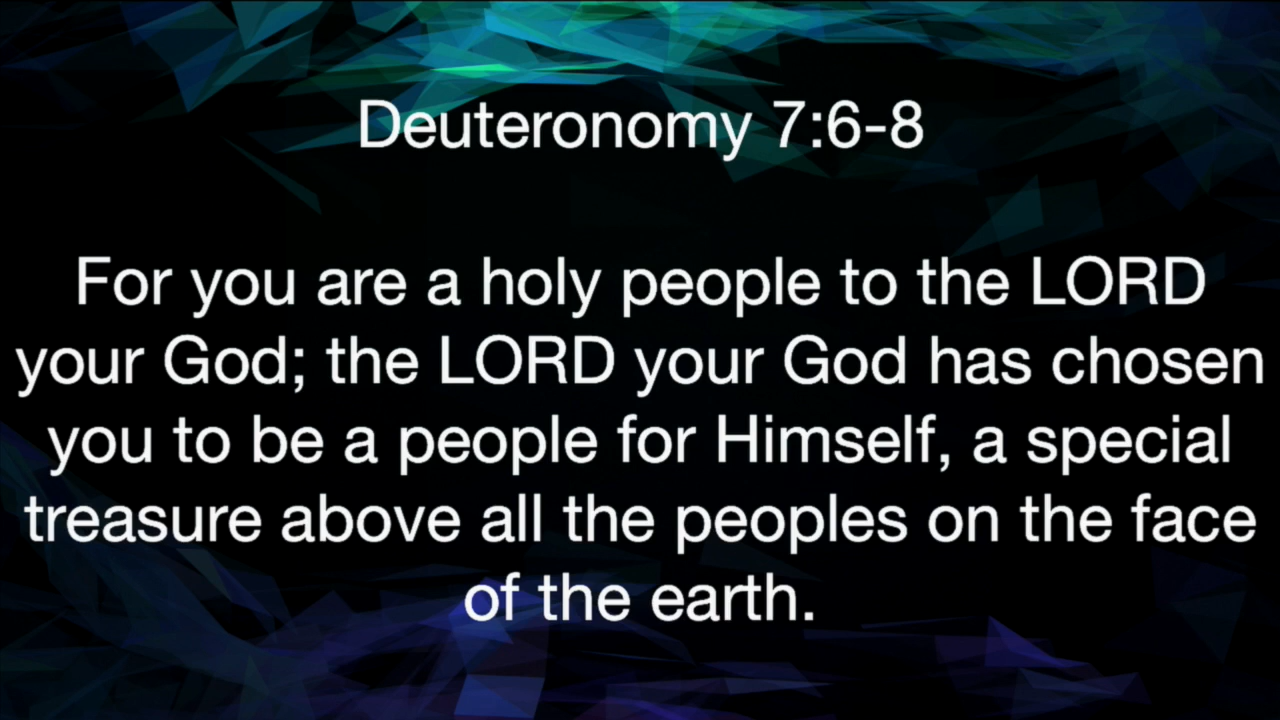 Deuteronomy 7:6-8
For you are a holy people to the LORD
your God; the LORD your God has chosen
you to be a people for Himself, a special
treasure above all the peoples on the face
of the earth.